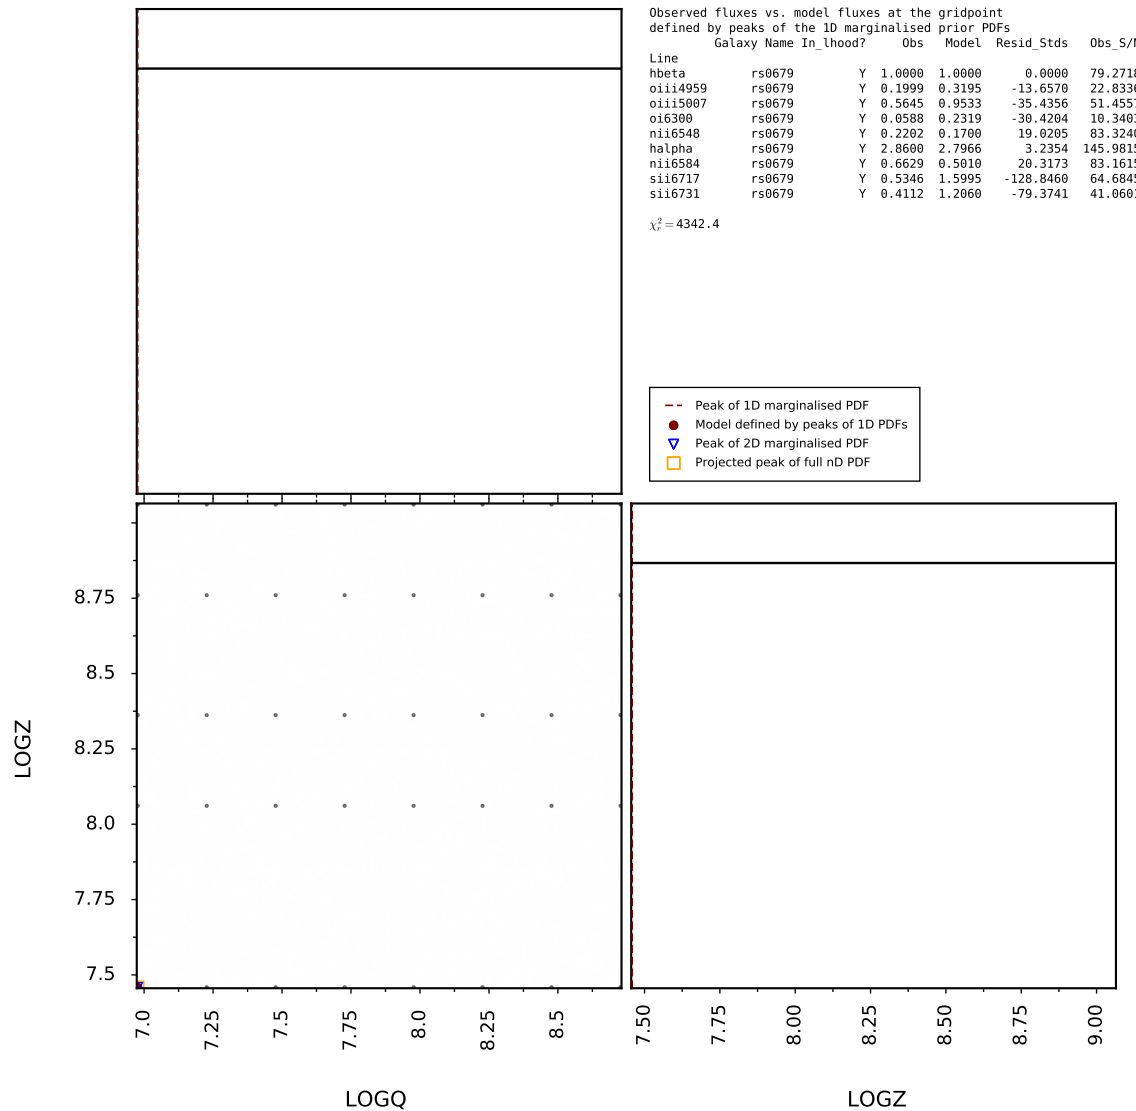 Observed fluxes vs. model fluxes at the gridpoint
defined by peaks of the 1D marginalised prior PDFs
Galaxy Name In_lhood? Obs Model Resid_Stds Obs_S/N
Line
hbeta rs0679 Y 1.0000 1.0000 0.0000 79.2718
oiii4959 rs0679 Y 0.1999 0.3195 -13.6570 22.8336
oiii5007 rs0679 Y 0.5645 0.9533 -35.4356 51.4557
oi6300 rs0679 Y 0.0588 0.2319 -30.4204 10.3403
nii6548 rs0679 Y 0.2202 0.1700 19.0205 83.3240
halpha rs0679 Y 2.8600 2.7966 3.2354 145.9815
nii6584 rs0679 Y 0.6629 0.5010 20.3173 83.1615
sii6717 rs0679 Y 0.5346 1.5995 -128.8460 64.6845
sii6731 rs0679 Y 0.4112 1.2060 -79.3741 41.0601
χ²ᵣ = 4342.4
Peak of 1D marginalised PDF
Model defined by peaks of 1D PDFs
Peak of 2D marginalised PDF
Projected peak of full nD PDF
LOGZ
8.75
8.5
8.25
8.0
7.75
7.5
7.0 7.25 7.5 7.75 8.0 8.25 8.5
LOGQ
7.50 7.75 8.00 8.25 8.50 8.75 9.00
LOGZ